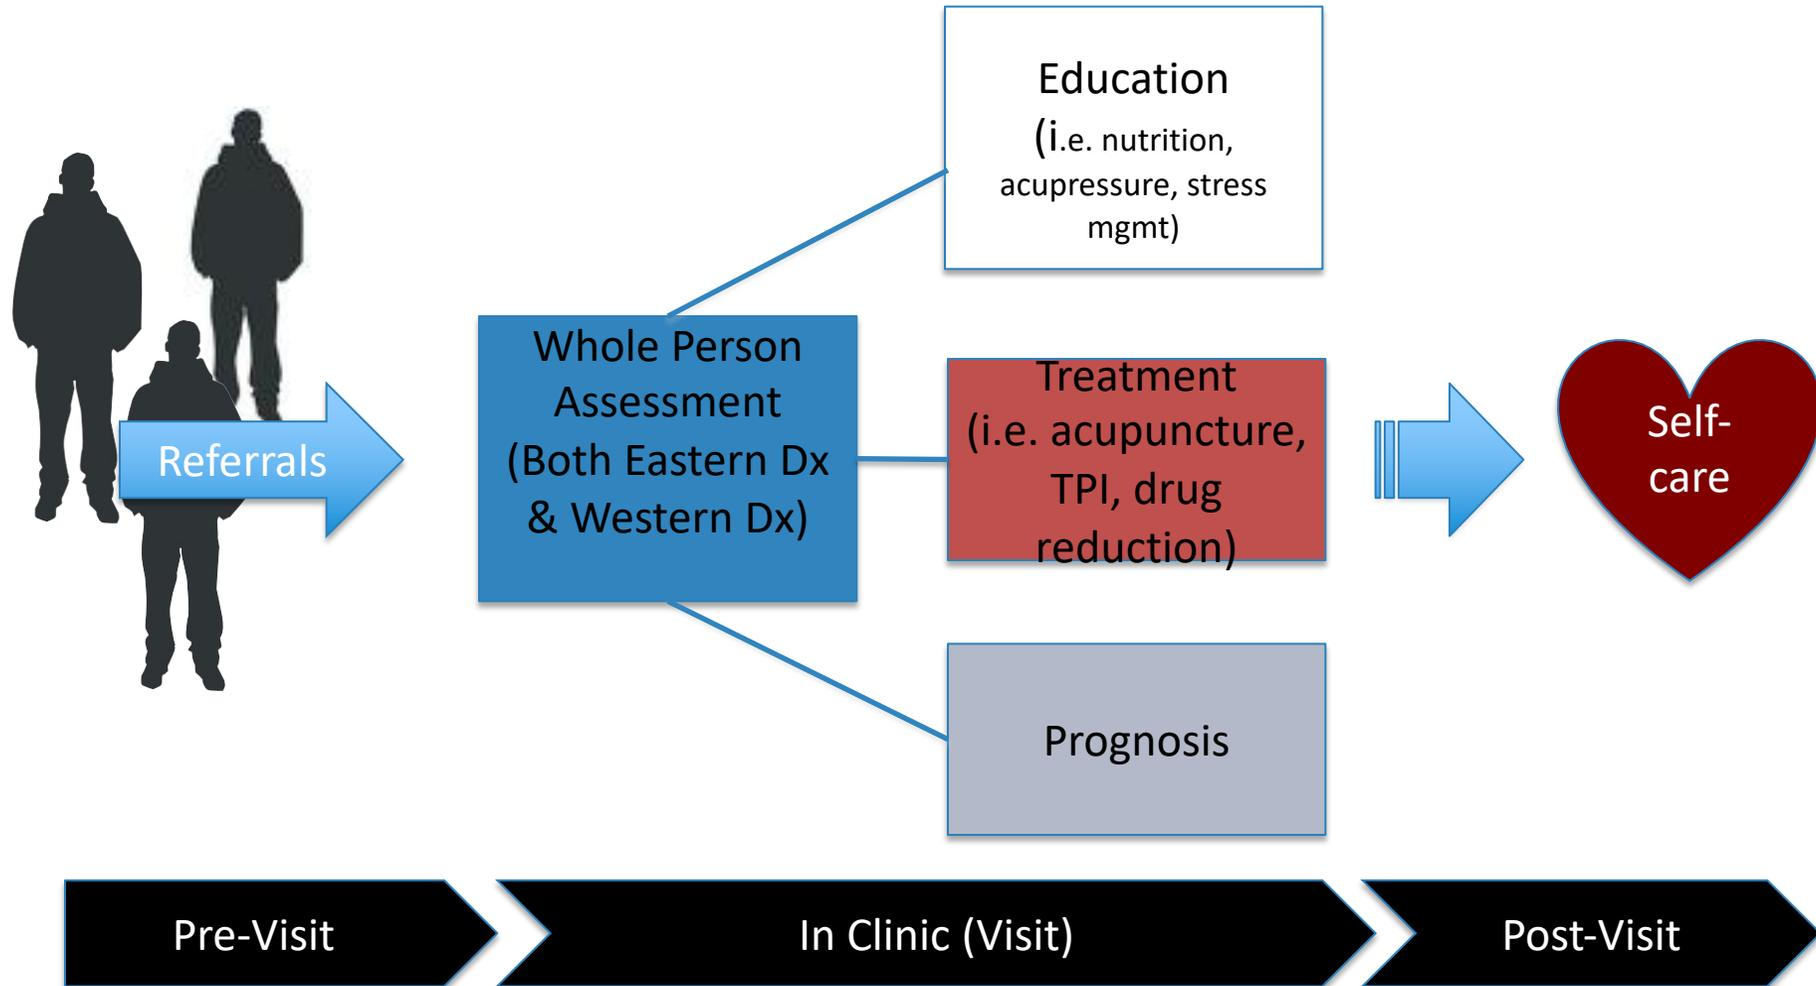 Education
(i.e. nutrition,
acupressure, stress
mgmt)
Referrals
Whole Person
Assessment
(Both Eastern Dx
& Western Dx)
Treatment
(i.e. acupuncture,
TPI, drug
reduction)
Self-
care
Prognosis
Pre-Visit
In Clinic (Visit)
Post-Visit